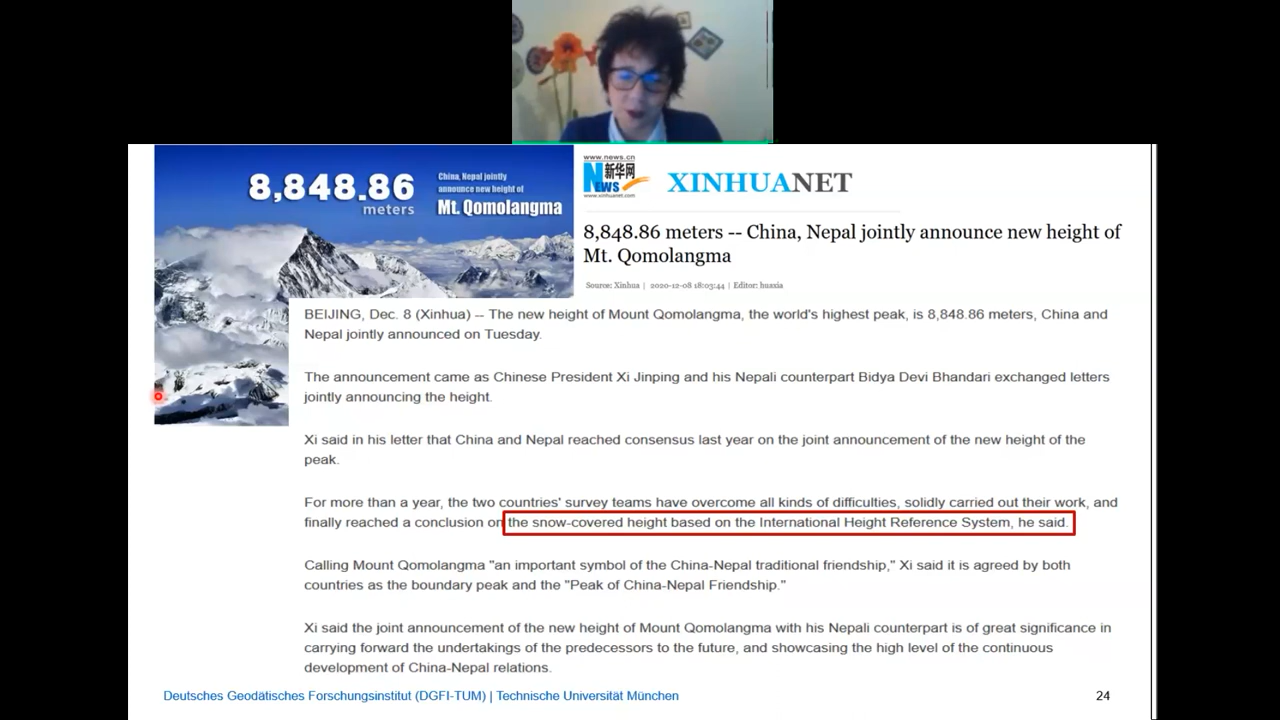 8,848.86
meters
China, Nepal jointly
announce new height of
Mt. Qomolangma
www.news.cn
新华网
NEWS
www.xinhuanet.com
XINHUANET
8,848.86 meters -- China, Nepal jointly announce new height of
Mt. Qomolangma
Source: Xinhua | 2020-12-08 18:03:44 | Editor: huaxia
BEIJING, Dec. 8 (Xinhua) -- The new height of Mount Qomolangma, the world's highest peak, is 8,848.86 meters, China and
Nepal jointly announced on Tuesday.
The announcement came as Chinese President Xi Jinping and his Nepali counterpart Bidya Devi Bhandari exchanged letters
jointly announcing the height.
Xi said in his letter that China and Nepal reached consensus last year on the joint announcement of the new height of the
peak.
For more than a year, the two countries' survey teams have overcome all kinds of difficulties, solidly carried out their work, and
finally reached a conclusion on the snow-covered height based on the International Height Reference System, he said.
Calling Mount Qomolangma "an important symbol of the China-Nepal traditional friendship," Xi said it is agreed by both
countries as the boundary peak and the "Peak of China-Nepal Friendship."
Xi said the joint announcement of the new height of Mount Qomolangma with his Nepali counterpart is of great significance in
carrying forward the undertakings of the predecessors to the future, and showcasing the high level of the continuous
development of China-Nepal relations.
Deutsches Geodätisches Forschungsinstitut (DGFI-TUM) | Technische Universität München
24